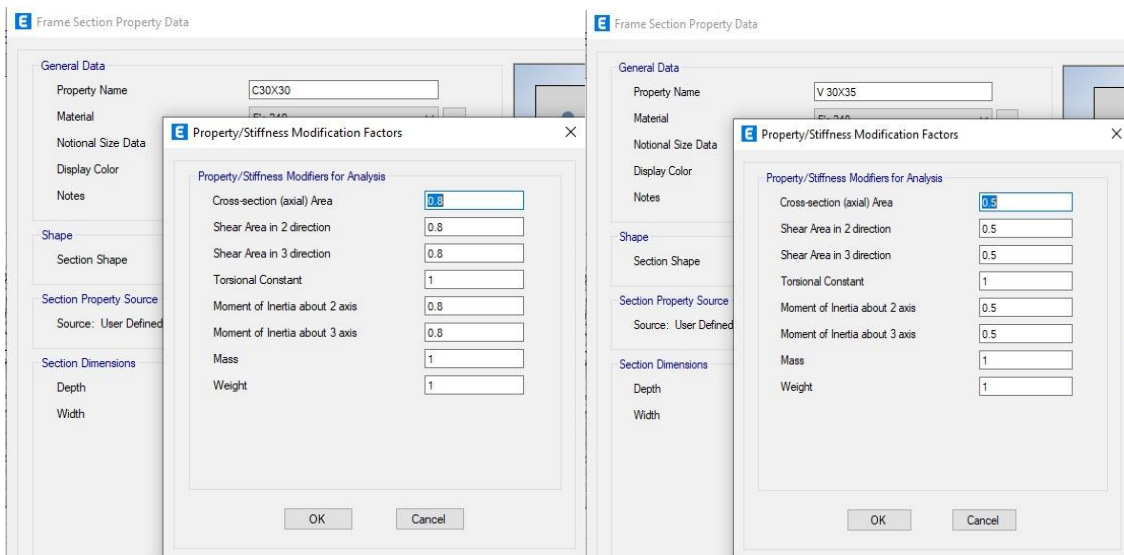 E Frame Section Property Data
General Data
Property Name C30X30
Material
Notional Size Data
Display Color
Notes
Shape
Section Shape
Section Property Source
Source: User Defined
Section Dimensions
Depth
Width
E Property/Stiffness Modification Factors
Property/Stiffness Modifiers for Analysis
Cross-section (axial) Area 0.8
Shear Area in 2 direction 0.8
Shear Area in 3 direction 0.8
Torsional Constant 1
Moment of Inertia about 2 axis 0.8
Moment of Inertia about 3 axis 0.8
Mass 1
Weight 1
OK Cancel
E Frame Section Property Data
General Data
Property Name V 30X35
Material
Notional Size Data
Display Color
Notes
Shape
Section Shape
Section Property Source
Source: User Defined
Section Dimensions
Depth
Width
E Property/Stiffness Modification Factors
Property/Stiffness Modifiers for Analysis
Cross-section (axial) Area 0.5
Shear Area in 2 direction 0.5
Shear Area in 3 direction 0.5
Torsional Constant 1
Moment of Inertia about 2 axis 0.5
Moment of Inertia about 3 axis 0.5
Mass 1
Weight 1
OK Cancel